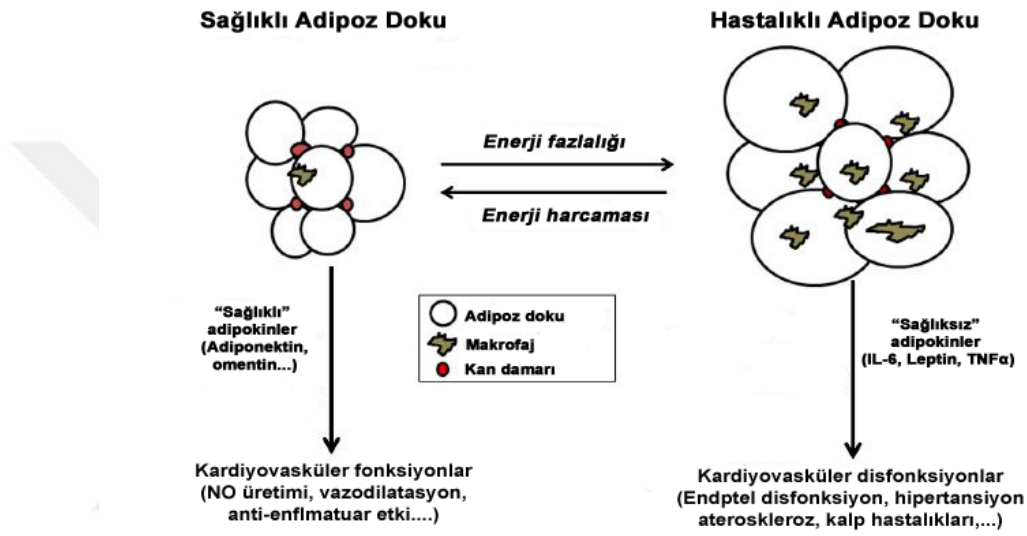 Sağlıklı Adipoz Doku
Hastalıklı Adipoz Doku
Enerji fazlalığı
Enerji harcaması
“Sağlıklı”
adipokinler
(Adiponektin,
omentin...)
Adipoz doku
Makrofaj
Kan damarı
“Sağlıksız”
adipokinler
(IL-6, Leptin, TNFα)
Kardiyovasküler fonksiyonlar
(NO üretimi, vazodilatasyon,
anti-enflmatuar etki....)
Kardiyovasküler disfonksiyonlar
(Endptel disfonksiyon, hipertansiyon
ateroskleroz, kalp hastalıkları,...)